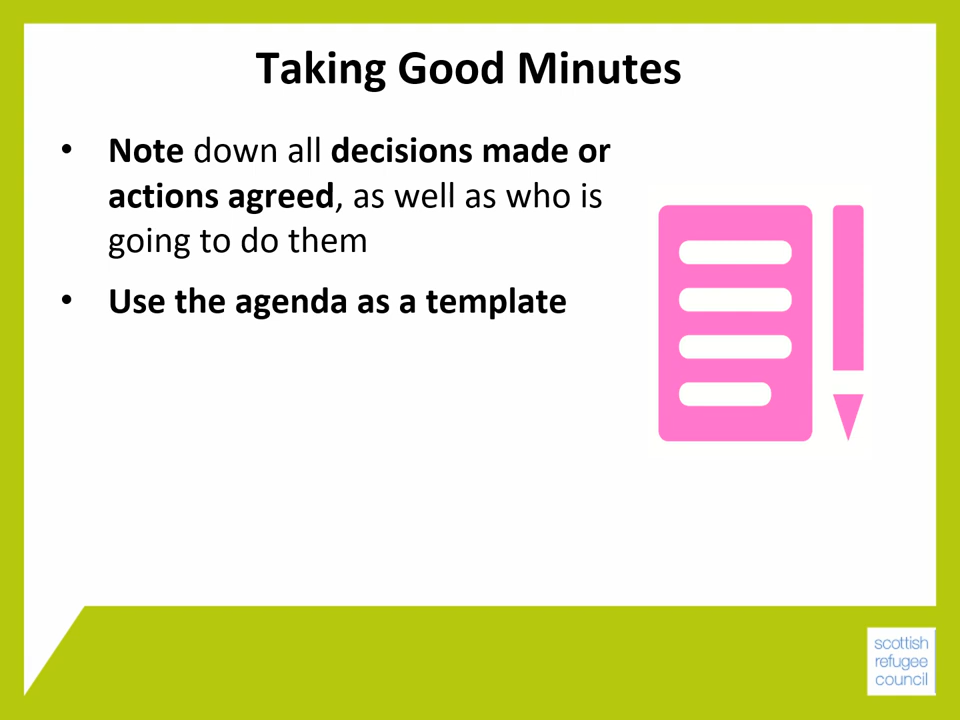 Taking Good Minutes
• Note down all decisions made or
actions agreed, as well as who is
going to do them
• Use the agenda as a template
scottish
refugee
council